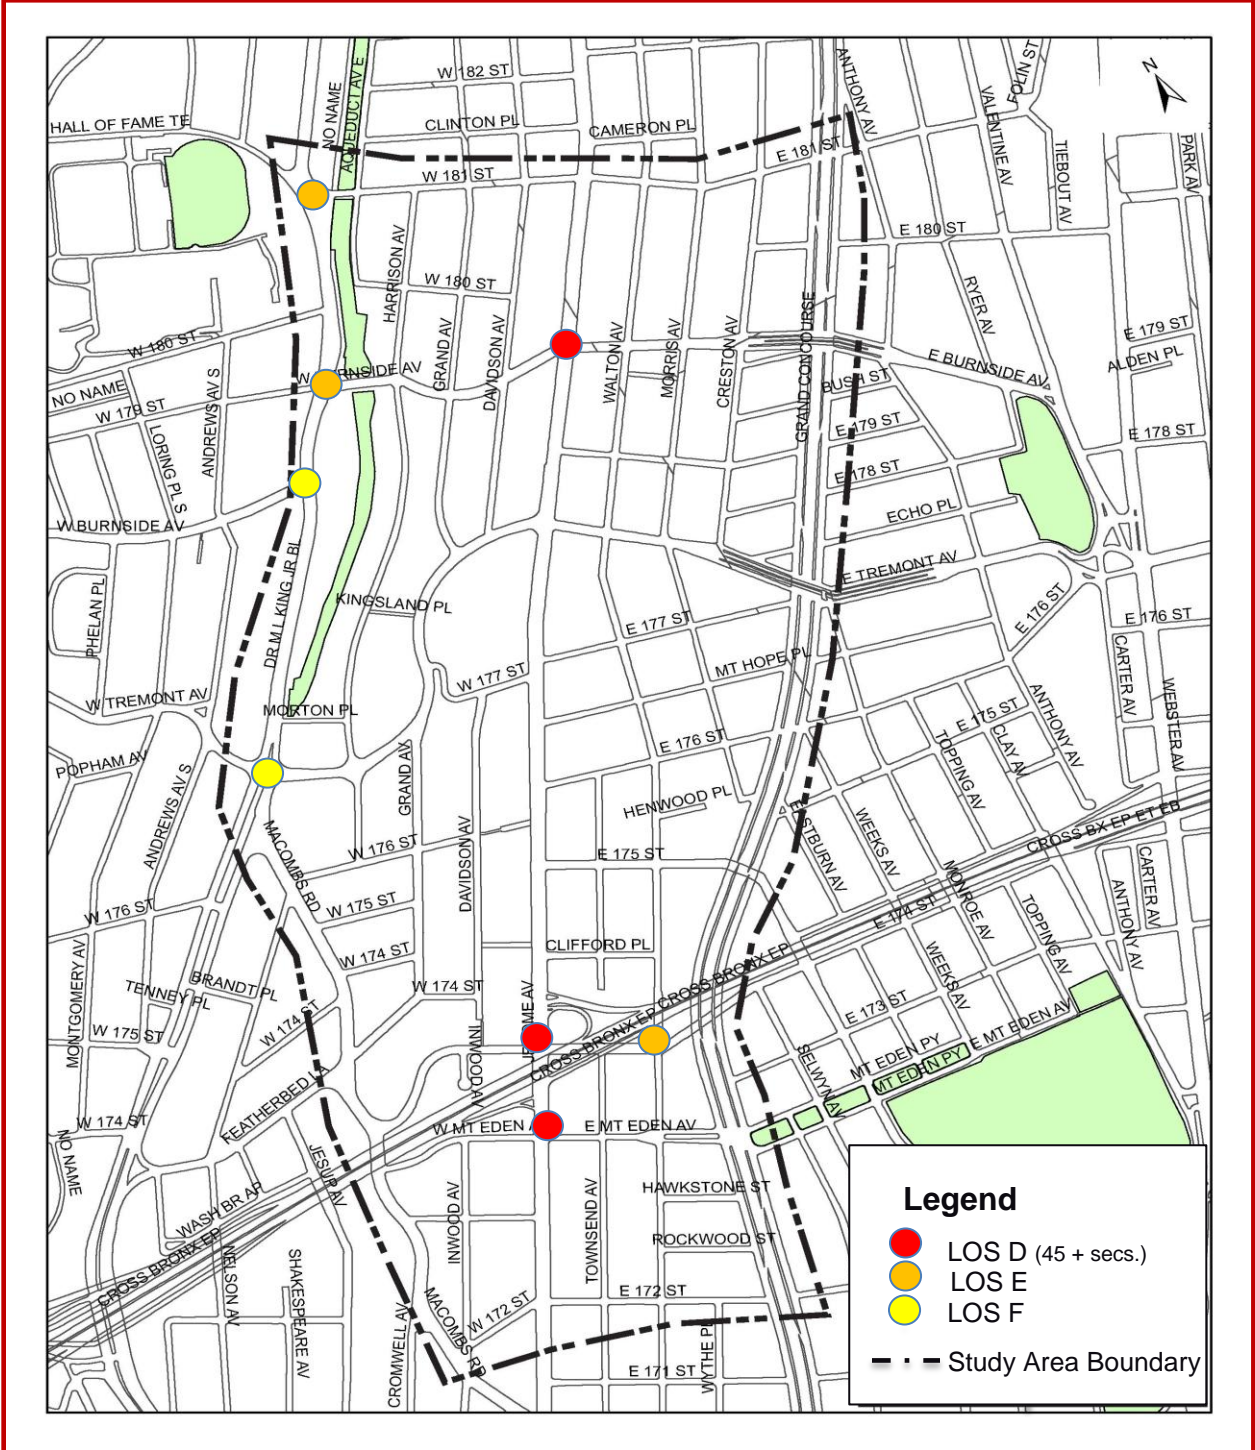 W 182 ST
NO NAME
AQUEDUCT AV E
ANTHONY AV
VALENTINE AV
FOLIN ST
N
HALL OF FAME TE
CLINTON PL
CAMERON PL
E 181 ST
TIEBOUT AV
PARK AV
W 181 ST
HARRISON AV
E 180 ST
W 180 ST
RYER AV
W 180 ST
GRAND AV
DAVIDSON AV
WALTON AV
MORRIS AV
CRESTON AV
GRAND CONCOURSE
E BURNSIDE AV
E 179 ST
ALDEN PL
NO NAME
W 179 ST
ANDREWS AV S
BUSH ST
E 179 ST
E 178 ST
LORING PL S
E 178 ST
ECHO PL
W BURNSIDE AV
E TREMONT AV
PHELAN PL
DR M L KING JR BL
KINGSLAND PL
E 177 ST
E 176 ST
E 176 ST
MT HOPE PL
CARTER AV
WEBSTER AV
W TREMONT AV
MORTON PL
W 177 ST
E 175 ST
ANTHONY AV
CLAY AV
TOPPING AV
E 176 ST
POPHAM AV
ANDREWS AV S
GRAND AV
HENWOOD PL
WEEKS AV
CROSS BX EP ET EB
MACOMBS RD
W 176 ST
DAVIDSON AV
E 175 ST
MONROE AV
CARTER AV
ANTHONY AV
TOPPING AV
W 176 ST
W 175 ST
E 174 ST
MONTGOMERY AV
W 174 ST
CLIFFORD PL
CROSS BRONX EP
WEEKS AV
TENNEY PL
BRANDT PL
W 174 ST
E 173 ST
E MT EDEN AV
W 175 ST
INWOOD AV
CROSS BRONX EP
SELWYN AV
MT EDEN PY
MT EDEN PY
FEATHERBED LA
W 174 ST
NO NAME
W MT EDEN
E MT EDEN AV
JESUP AV
WASH BR AP
INWOOD AV
TOWNSEND AV
HAWKSTONE ST
ROCKWOOD ST
CROSS BRONX EP
NELSON AV
SHAKESPEARE AV
CROMWELL AV
MACOMBS RD
W 172 ST
E 172 ST
WYTHE PL
E 171 ST
Legend
LOS D (45 + secs.)
LOS E
LOS F
Study Area Boundary